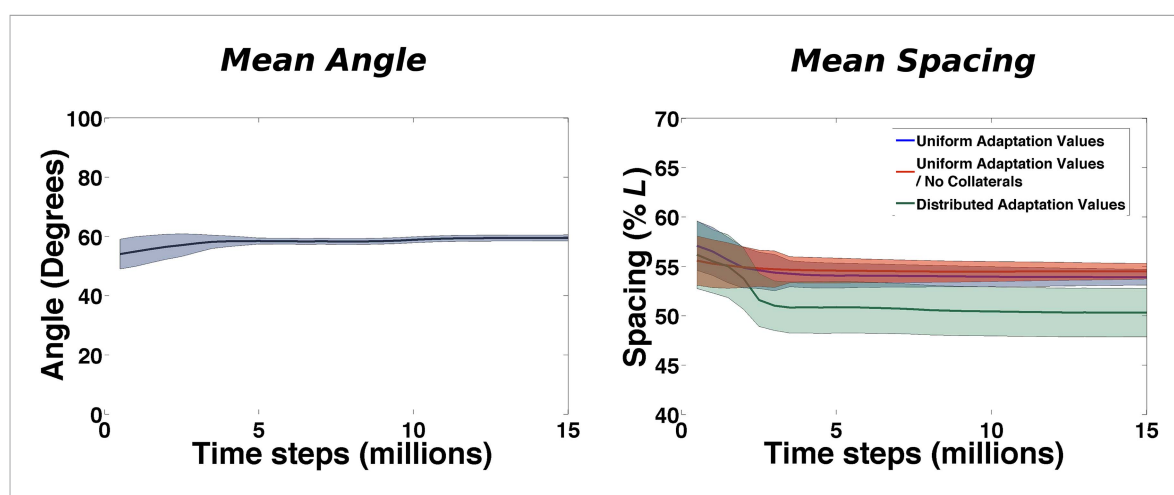 Mean Angle
Angle (Degrees)
100
80
60
40
20
0
0 5 10 15
Time steps (millions)
Mean Spacing
Spacing (% L)
70
65
60
55
50
45
40
Uniform Adaptation Values
Uniform Adaptation Values
/ No Collaterals
Distributed Adaptation Values
0 5 10 15
Time steps (millions)